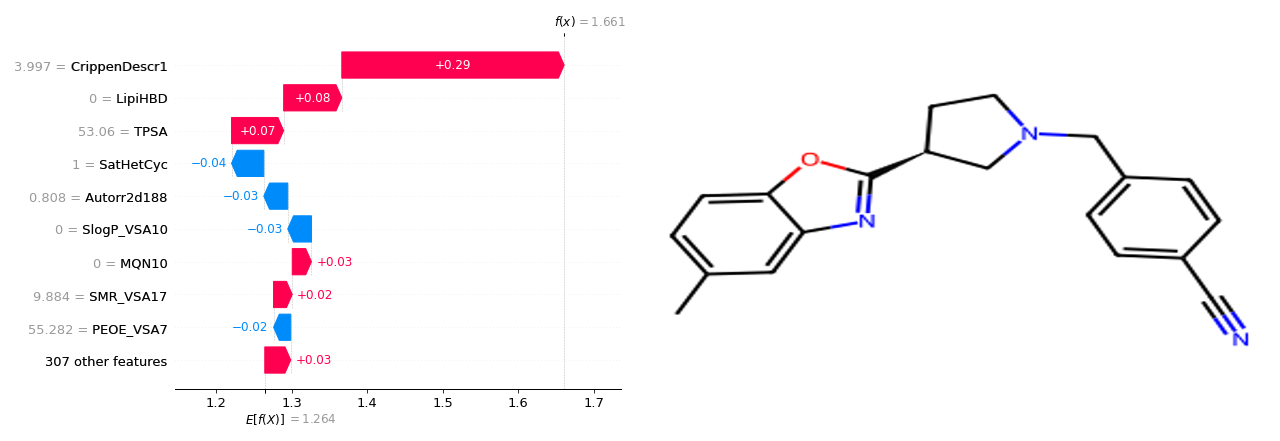 f(x) = 1.661
3.997 = CrippenDescr1
+0.29
0 = LipiHBD
+0.08
53.06 = TPSA
+0.07
1 = SatHetCyc
−0.04
0.808 = Autorr2d188
−0.03
0 = SlogP_VSA10
−0.03
0 = MQN10
+0.03
9.884 = SMR_VSA17
+0.02
55.282 = PEOE_VSA7
−0.02
307 other features
+0.03
1.2 1.3 1.4 1.5 1.6 1.7
E[f(X)] = 1.264
O
N
N
N